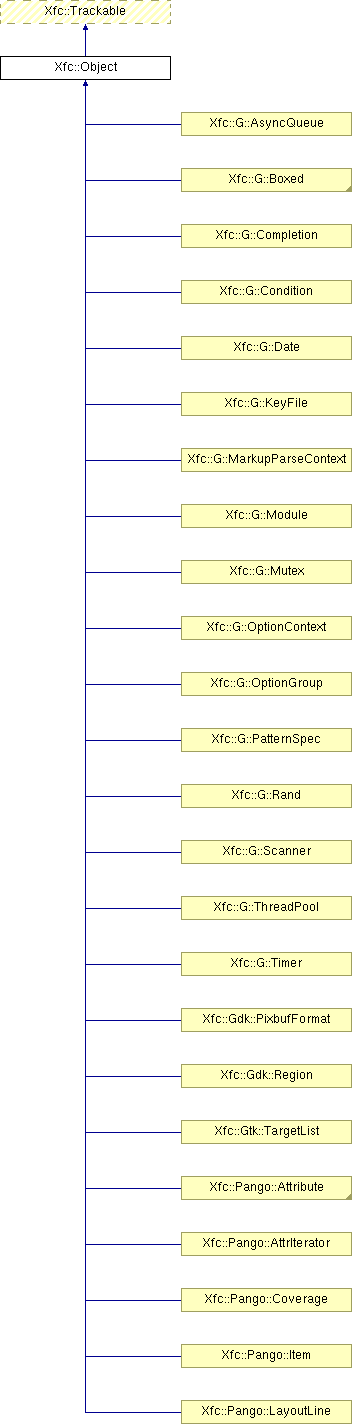 Xfc::Trackable
Xfc::Object
Xfc::G::AsyncQueue
Xfc::G::Boxed
Xfc::G::Completion
Xfc::G::Condition
Xfc::G::Date
Xfc::G::KeyFile
Xfc::G::MarkupParseContext
Xfc::G::Module
Xfc::G::Mutex
Xfc::G::OptionContext
Xfc::G::OptionGroup
Xfc::G::PatternSpec
Xfc::G::Rand
Xfc::G::Scanner
Xfc::G::ThreadPool
Xfc::G::Timer
Xfc::Gdk::PixbufFormat
Xfc::Gdk::Region
Xfc::Gtk::TargetList
Xfc::Pango::Attribute
Xfc::Pango::AttrIterator
Xfc::Pango::Coverage
Xfc::Pango::Item
Xfc::Pango::LayoutLine